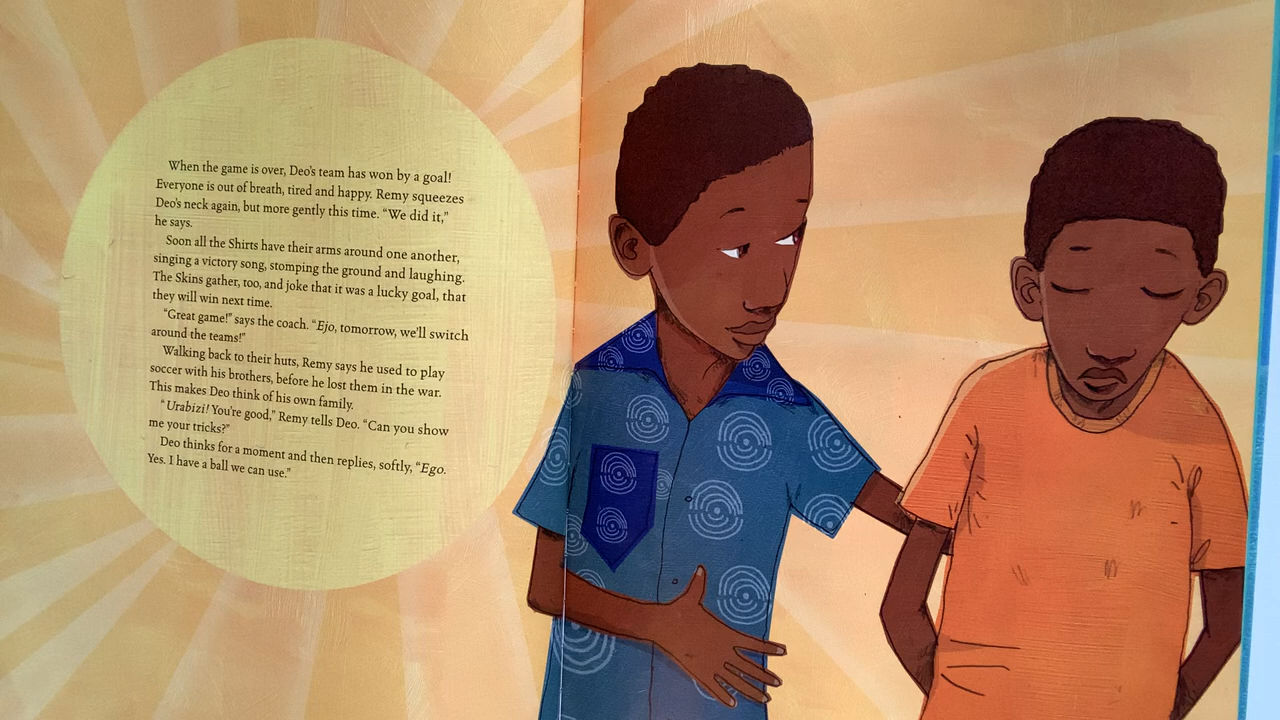 When the game is over, Deo's team has won by a goal!
Everyone is out of breath, tired and happy. Remy squeezes
Deo's neck again, but more gently this time. “We did it,”
he says.
Soon all the Shirts have their arms around one another,
singing a victory song, stomping the ground and laughing.
The Skins gather, too, and joke that it was a lucky goal, that
they will win next time.
“Great game!” says the coach. “Ejo, tomorrow, we'll switch
around the teams!”
Walking back to their huts, Remy says he used to play
soccer with his brothers, before he lost them in the war.
This makes Deo think of his own family.
“Urabizi! You're good,” Remy tells Deo. “Can you show
me your tricks?”
Deo thinks for a moment and then replies, softly, “Ego.
Yes. I have a ball we can use.”